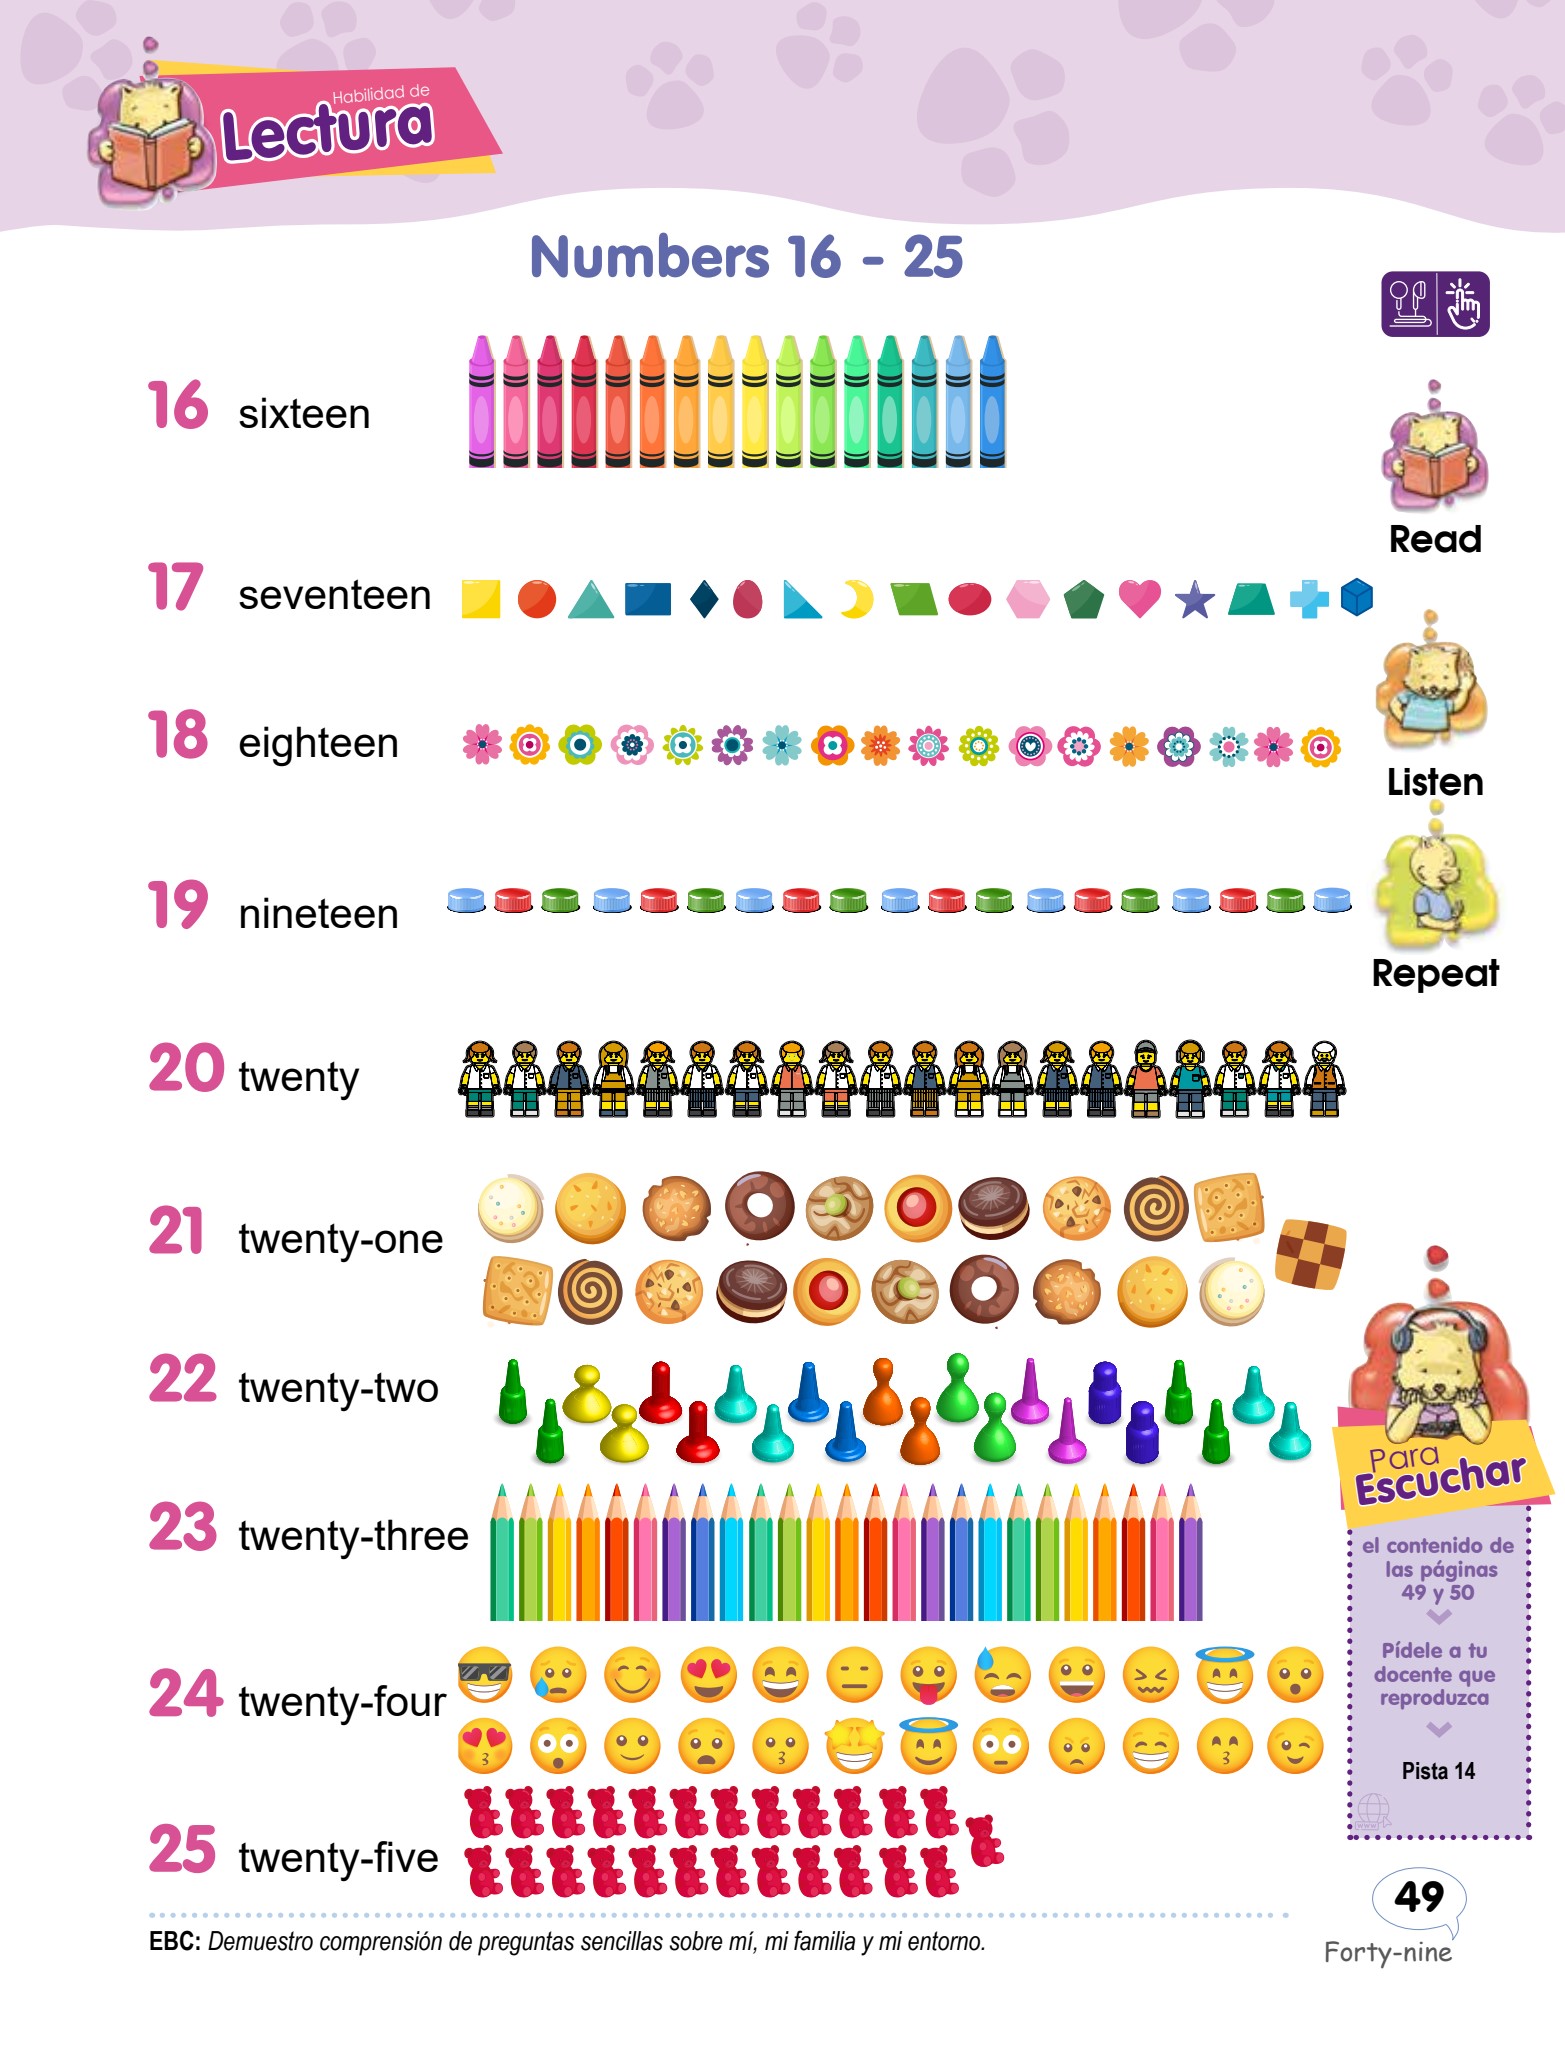 Habilidad de
Lectura
Numbers 16 - 25
16 sixteen
Read
17 seventeen
18 eighteen
Listen
19 nineteen
Repeat
20 twenty
21 twenty-one
22 twenty-two
Para
Escuchar
23 twenty-three
el contenido de
las páginas
49 y 50
Pídele a tu
docente que
reproduzca
24 twenty-four
Pista 14
www
25 twenty-five
49
EBC: Demuestro comprensión de preguntas sencillas sobre mí, mi familia y mi entorno.
Forty-nine